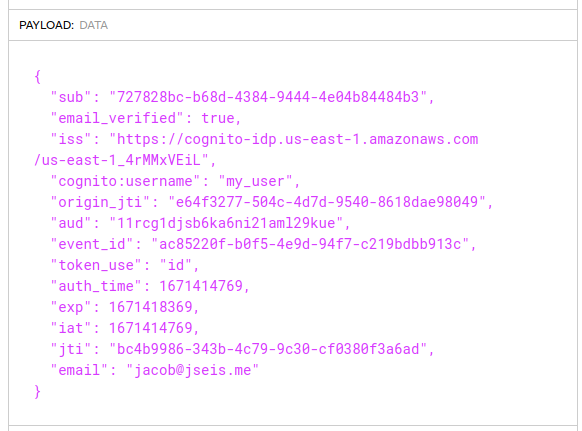 PAYLOAD: DATA
{
"sub": "727828bc-b68d-4384-9444-4e04b84484b3",
"email_verified": true,
"iss": "https://cognito-idp.us-east-1.amazonaws.com
/us-east-1_4rMMxVEiL",
"cognito:username": "my_user",
"origin_jti": "e64f3277-504c-4d7d-9540-8618dae98049",
"aud": "11rcg1djsb6ka6ni21aml29kue",
"event_id": "ac85220f-b0f5-4e9d-94f7-c219bdbb913c",
"token_use": "id",
"auth_time": 1671414769,
"exp": 1671418369,
"iat": 1671414769,
"jti": "bc4b9986-343b-4c79-9c30-cf0380f3a6ad",
"email": "jacob@jseis.me"
}